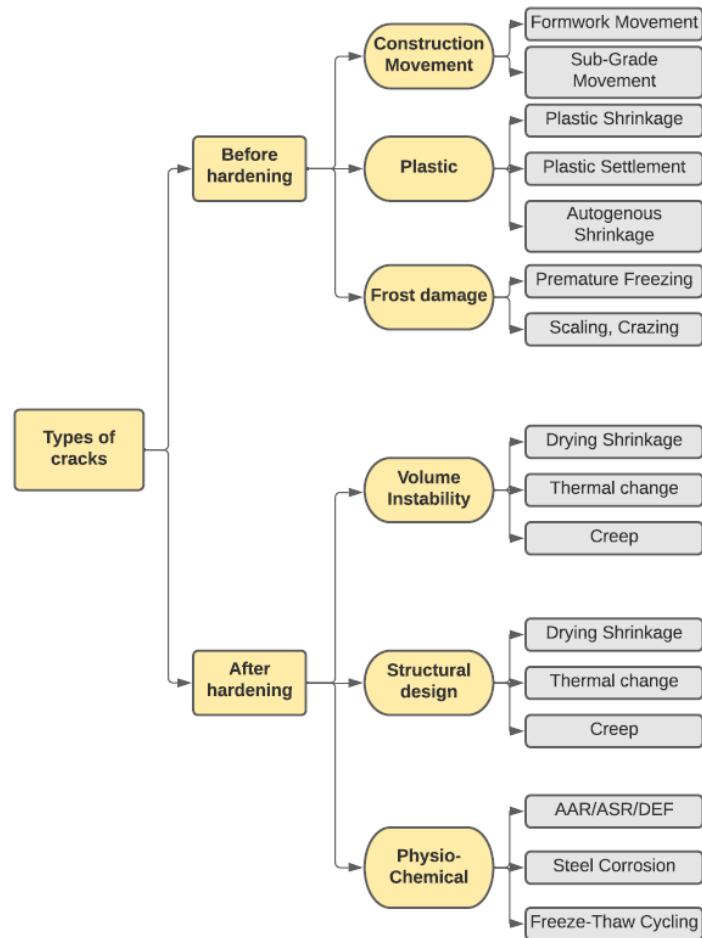 Types of
cracks
Before
hardening
Construction
Movement
Formwork Movement
Sub-Grade
Movement
Plastic
Plastic Shrinkage
Plastic Settlement
Autogenous
Shrinkage
Frost damage
Premature Freezing
Scaling, Crazing
After
hardening
Volume
Instability
Drying Shrinkage
Thermal change
Creep
Structural
design
Drying Shrinkage
Thermal change
Creep
Physio-
Chemical
AAR/ASR/DEF
Steel Corrosion
Freeze-Thaw Cycling